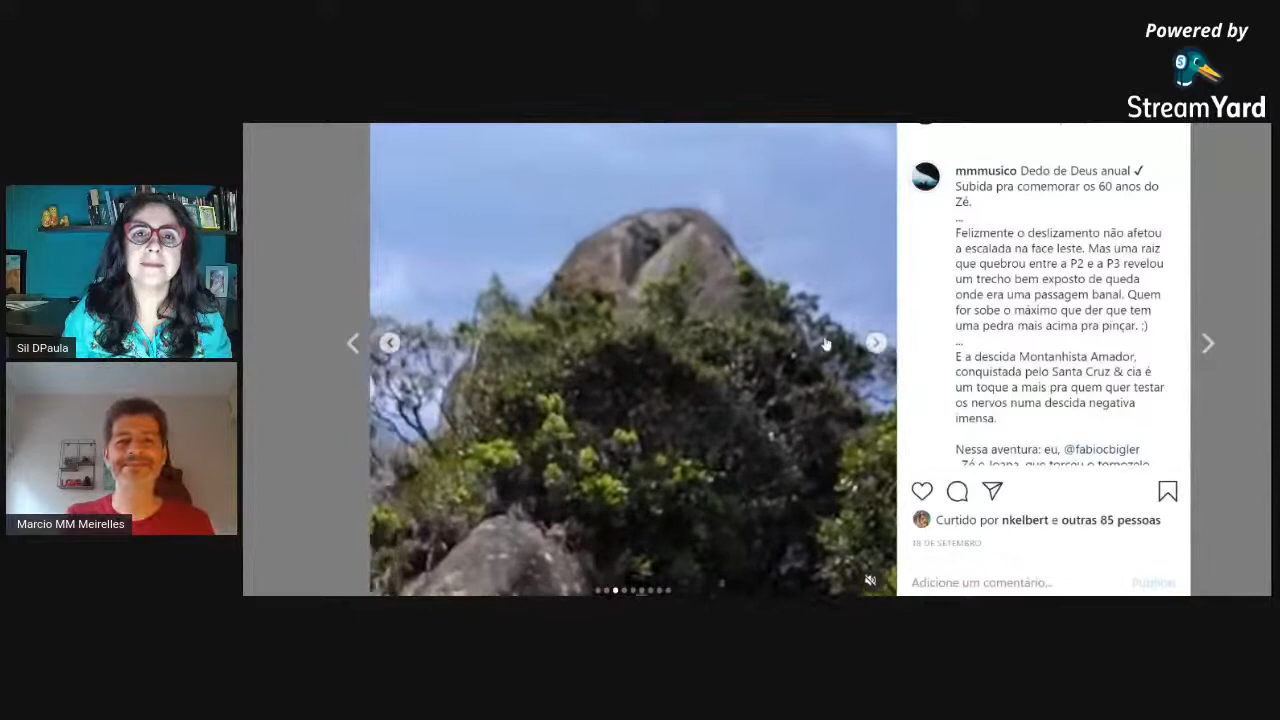 Powered by
StreamYard
Sil DPaula
Marcio MM Meirelles
mmmusico Dedo de Deus anual ✓
Subida pra comemorar os 60 anos do
Zé.
...
Felizmente o deslizamento não afetou
a escalada na face leste. Mas uma raiz
que quebrou entre a P2 e a P3 revelou
um trecho bem exposto de queda
onde era uma passagem banal. Quem
for sobe o máximo que der que tem
uma pedra mais acima pra pinçar. ;)
...
E a descida Montanhista Amador,
conquistada pelo Santa Cruz & cia é
um toque a mais pra quem quer testar
os nervos numa descida negativa
imensa.
Nessa aventura: eu, @fabiocbigler
Zé e Joana, que torceu o tornozelo
Curtido por nkelbert e outras 85 pessoas
18 DE SETEMBRO
Adicione um comentário...
Publicar